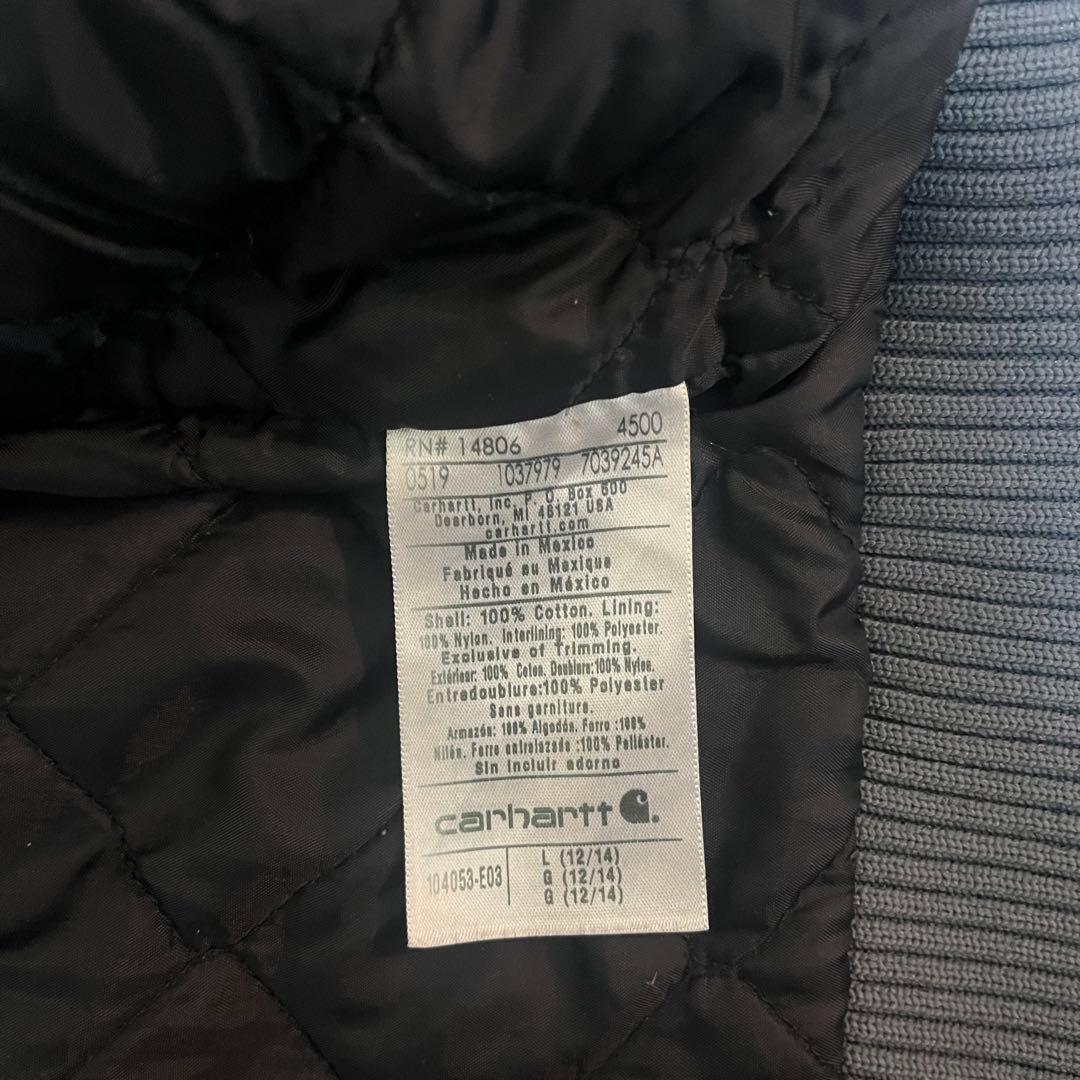 RN# 14806 4500
0519 1037979 7039245A
Carhartt, Inc. P. O. Box 600
Dearborn, MI 48121 USA
carhartt.com
Made in Mexico
Fabriqué au Mexique
Hecho en México
Shell: 100% Cotton. Lining:
100% Nylon. Interlining: 100% Polyester.
Exclusive of Trimming.
Extérieur: 100% Coton. Doublure:100% Nylon.
Entredoublure:100% Polyester
Sans garniture.
Armazón: 100% Algodón. Forro :100%
Nilón. Forro entrelazado :100% Poliéster.
Sin incluir adorno
carhartt
104053-E03 L (12/14)
G (12/14)
G (12/14)